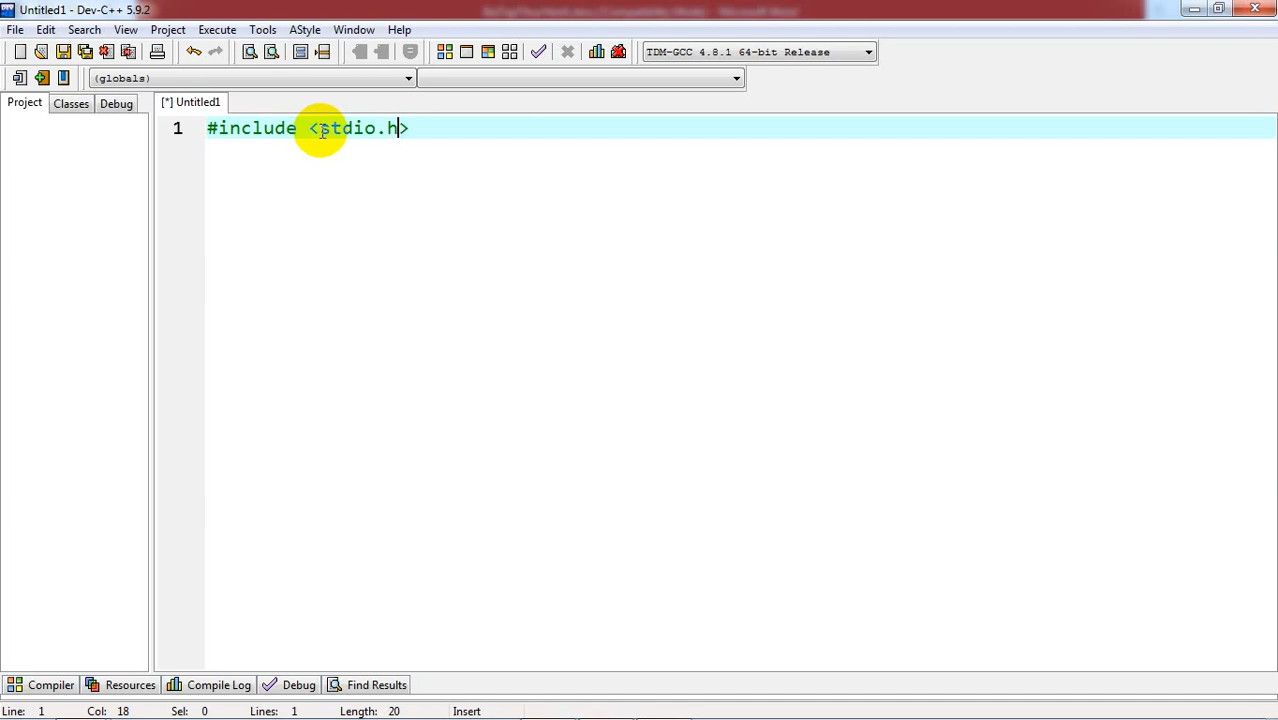 Untitled1 - Dev-C++ 5.9.2
File Edit Search View Project Execute Tools AStyle Window Help
TDM-GCC 4.8.1 64-bit Release
(globals)
Project Classes Debug [*] Untitled1
1 #include <stdio.h>
Compiler Resources Compile Log Debug Find Results
Line: 1 Col: 18 Sel: 0 Lines: 1 Length: 20 Insert